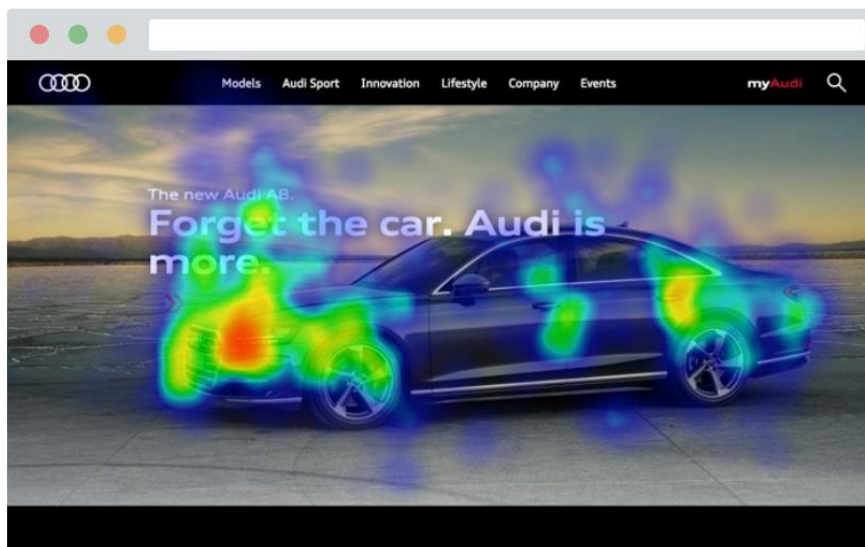 Models Audi Sport Innovation Lifestyle Company Events myAudi
The new Audi A8.
Forget the car. Audi is
more.